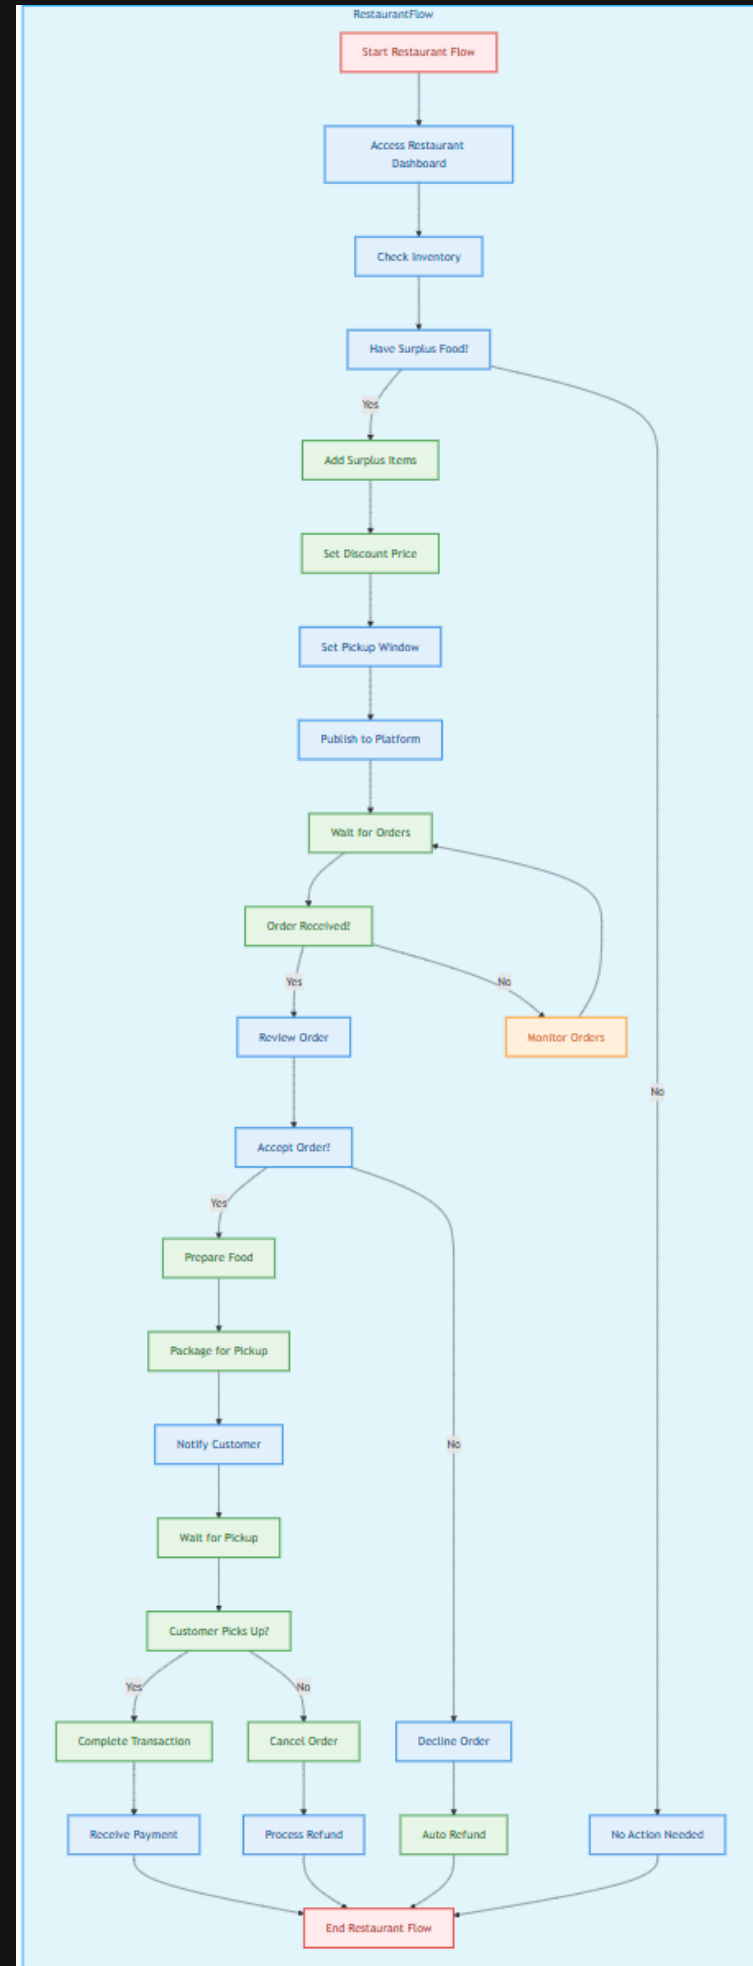 RestaurantFlow
Start Restaurant Flow
Access Restaurant
Dashboard
Check Inventory
Have Surplus Food?
Yes
Add Surplus Items
Set Discount Price
Set Pickup Window
Publish to Platform
Wait for Orders
Order Received?
Yes
No
Review Order
Monitor Orders
No
Accept Order?
Yes
Prepare Food
Package for Pickup
Notify Customer
No
Wait for Pickup
Customer Picks Up?
Yes
No
Complete Transaction
Cancel Order
Decline Order
Receive Payment
Process Refund
Auto Refund
No Action Needed
End Restaurant Flow